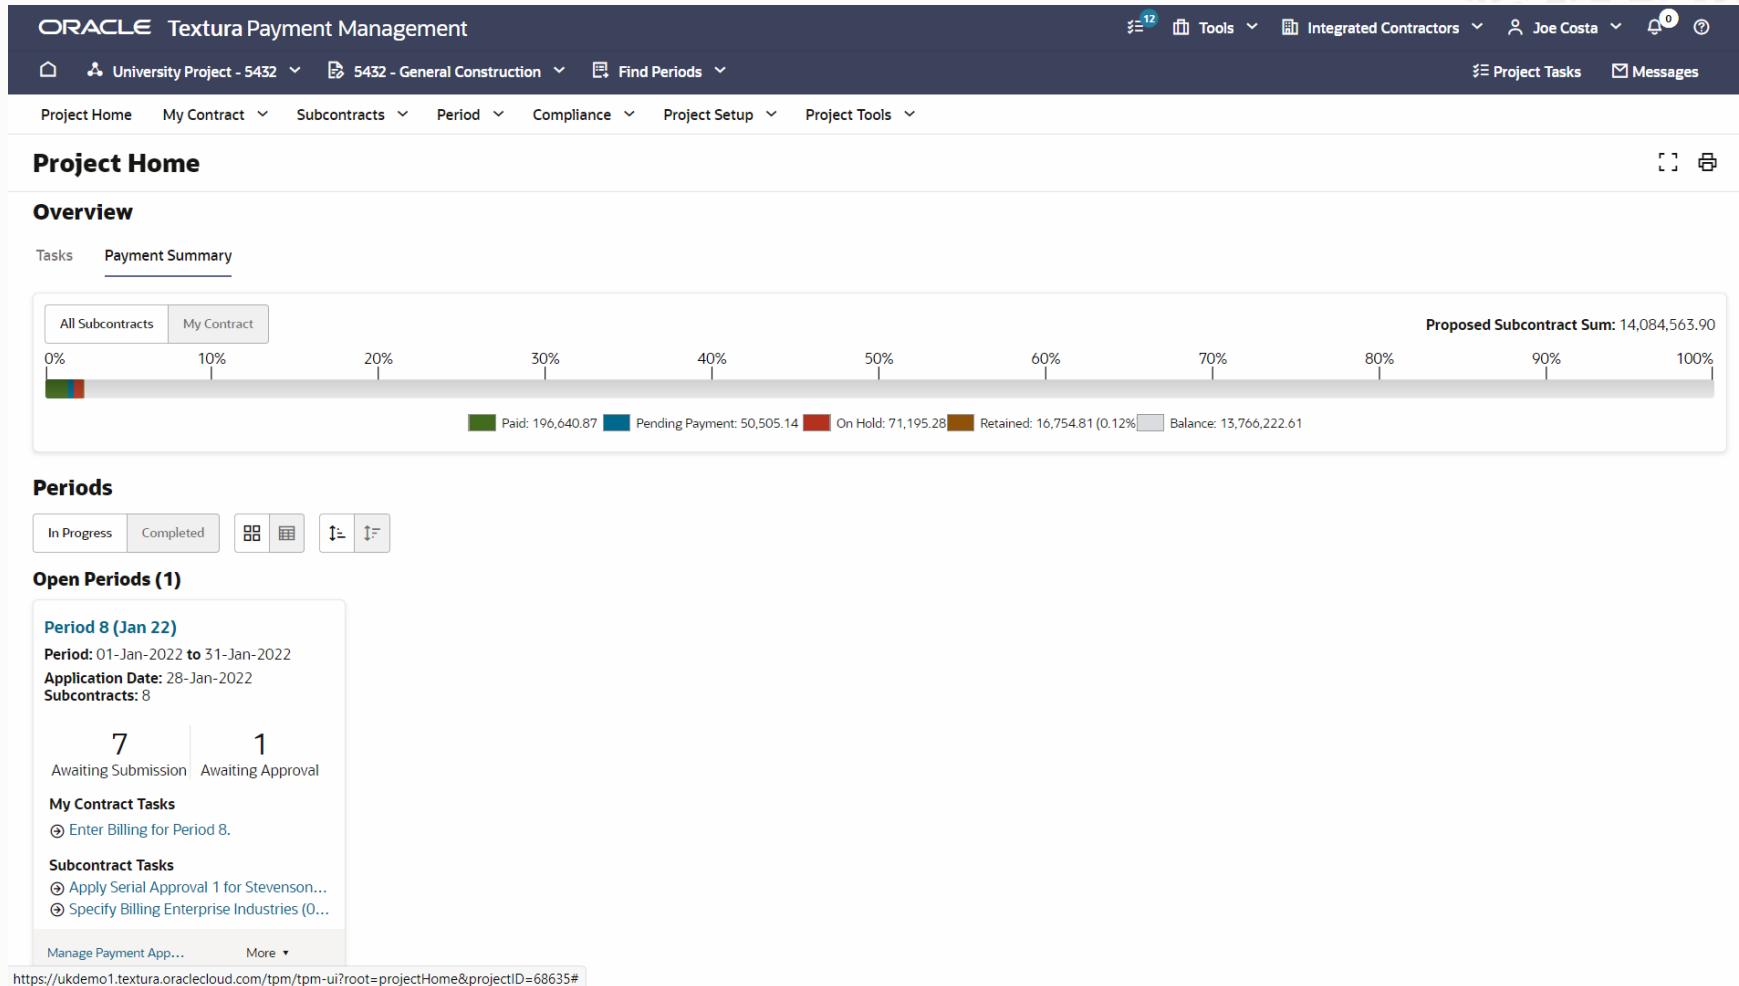 ORACLE Textura Payment Management
12 Tools Integrated Contractors Joe Costa 0
University Project - 5432 5432 - General Construction Find Periods Project Tasks Messages
Project Home My Contract Subcontracts Period Compliance Project Setup Project Tools
Project Home
Overview
Tasks Payment Summary
All Subcontracts My Contract Proposed Subcontract Sum: 14,084,563.90
0% 10% 20% 30% 40% 50% 60% 70% 80% 90% 100%
Paid: 196,640.87 Pending Payment: 50,505.14 On Hold: 71,195.28 Retained: 16,754.81 (0.12% Balance: 13,766,222.61
Periods
In Progress Completed
Open Periods (1)
Period 8 (Jan 22)
Period: 01-Jan-2022 to 31-Jan-2022
Application Date: 28-Jan-2022
Subcontracts: 8
7 1
Awaiting Submission Awaiting Approval
My Contract Tasks
Enter Billing for Period 8.
Subcontract Tasks
Apply Serial Approval 1 for Stevenson...
Specify Billing Enterprise Industries (0...
Manage Payment App... More
https://ukdemo1.textura.oraclecloud.com/tpm/tpm-ui?root=projectHome&projectID=68635#